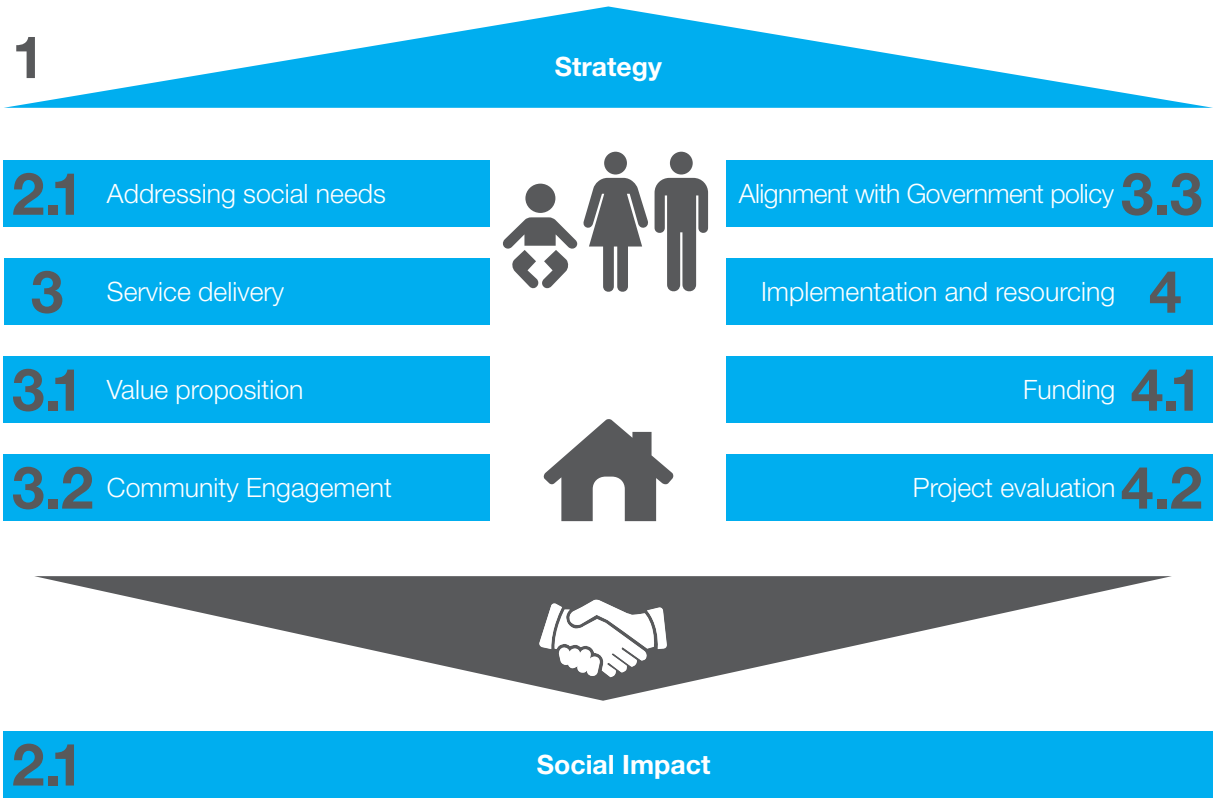 1
Strategy
2.1 Addressing social needs
3 Service delivery
3.1 Value proposition
3.2 Community Engagement
Alignment with Government policy 3.3
Implementation and resourcing 4
Funding 4.1
Project evaluation 4.2
2.1 Social Impact